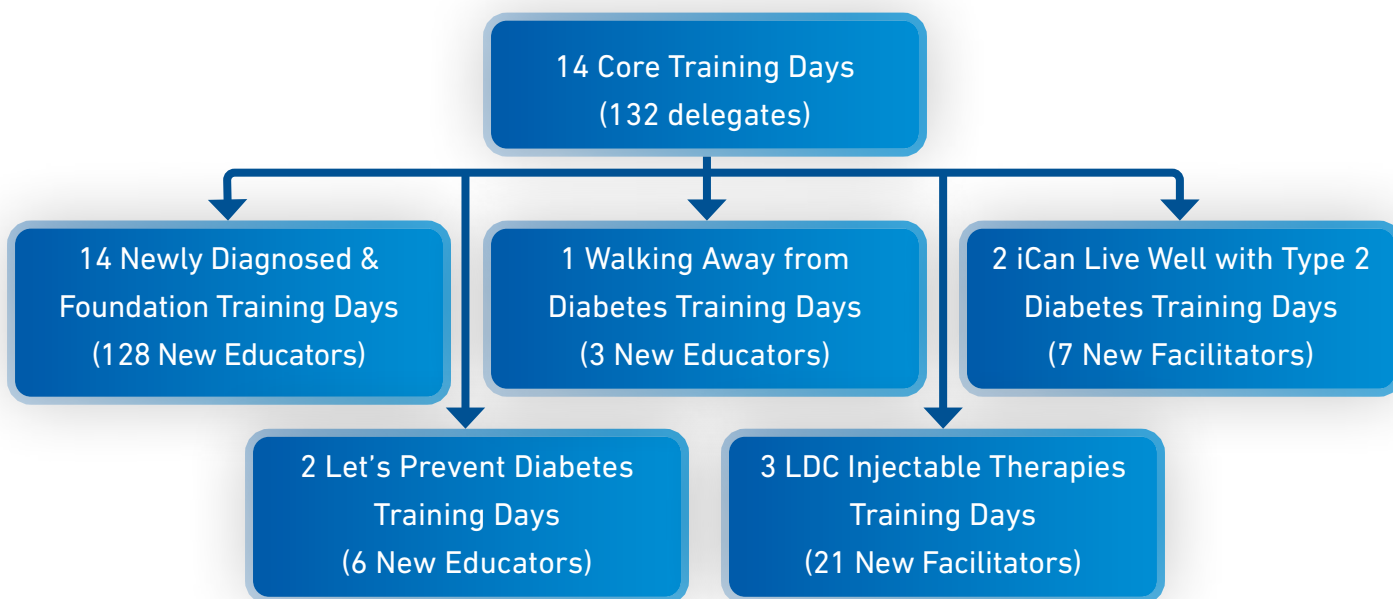 14 Core Training Days
(132 delegates)
14 Newly Diagnosed &
Foundation Training Days
(128 New Educators)
1 Walking Away from
Diabetes Training Days
(3 New Educators)
2 iCan Live Well with Type 2
Diabetes Training Days
(7 New Facilitators)
2 Let’s Prevent Diabetes
Training Days
(6 New Educators)
3 LDC Injectable Therapies
Training Days
(21 New Facilitators)